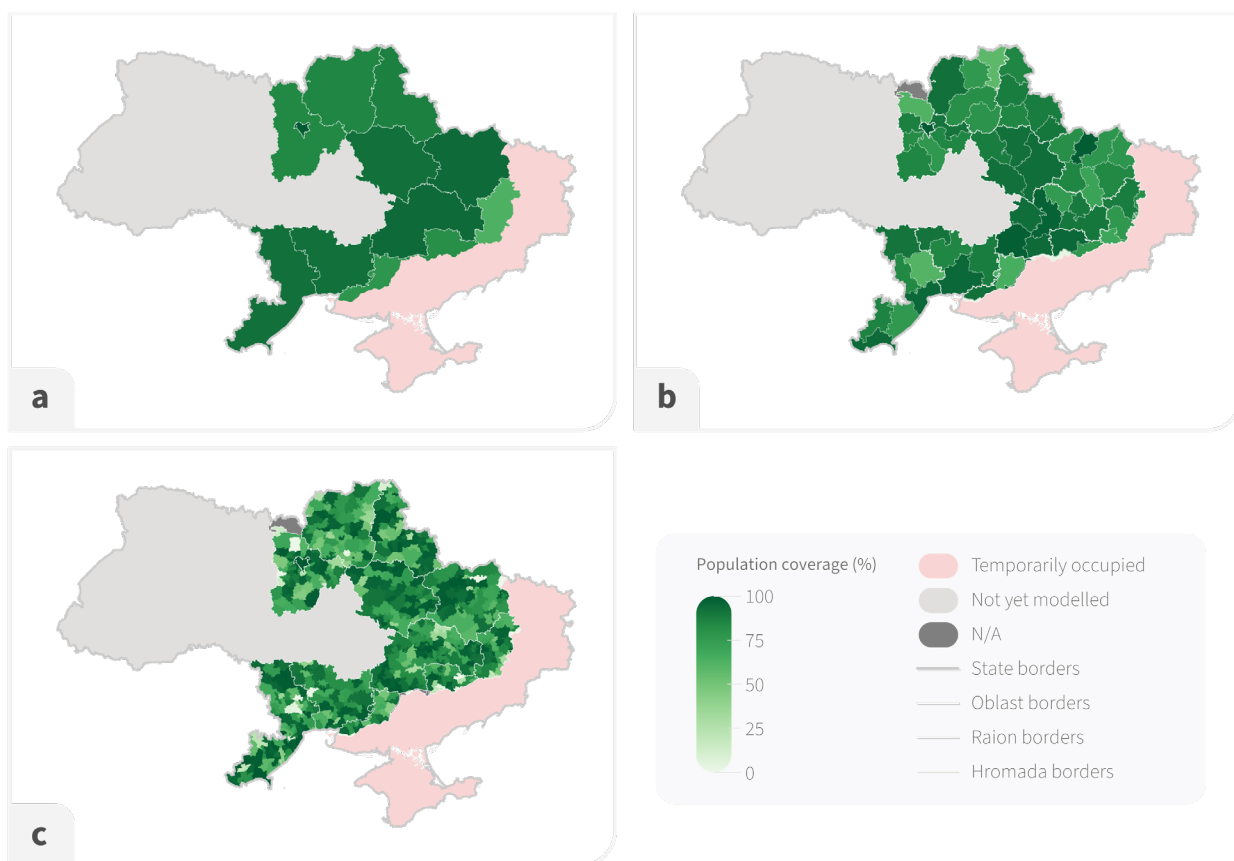 a
b
c
Population coverage (%)
100
75
50
25
0
Temporarily occupied
Not yet modelled
N/A
State borders
Oblast borders
Raion borders
Hromada borders